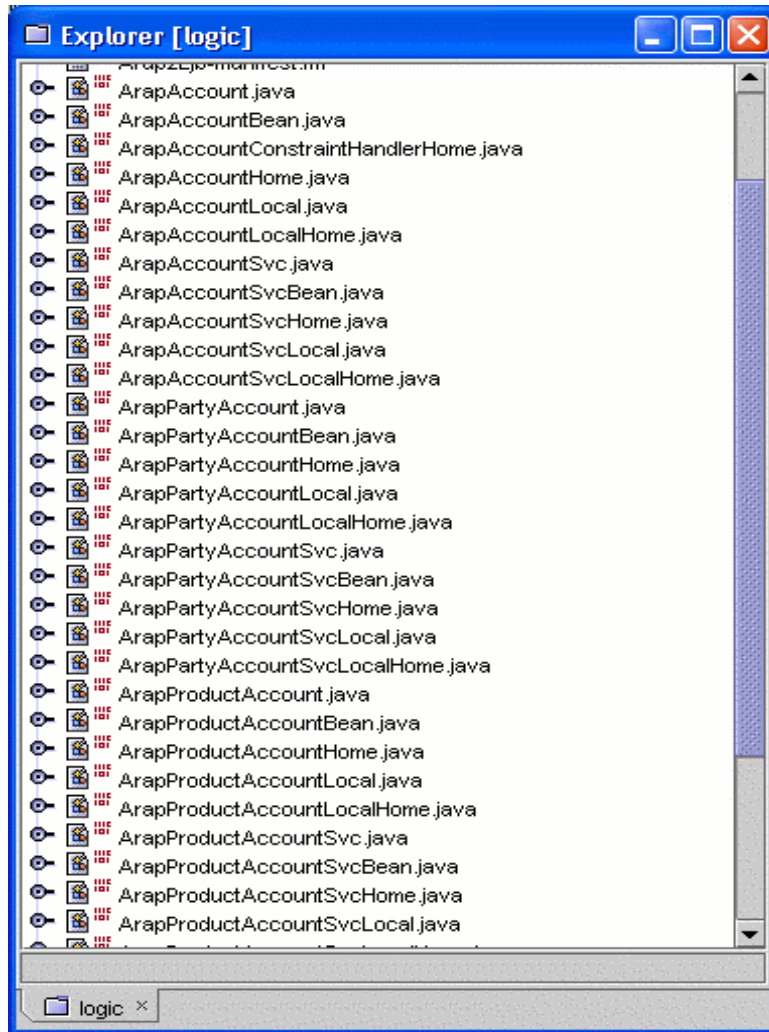 Explorer [logic]
ArapAccount.java
ArapAccountBean.java
ArapAccountConstraintHandlerHome.java
ArapAccountHome.java
ArapAccountLocal.java
ArapAccountLocalHome.java
ArapAccountSvc.java
ArapAccountSvcBean.java
ArapAccountSvcHome.java
ArapAccountSvcLocal.java
ArapAccountSvcLocalHome.java
ArapPartyAccount.java
ArapPartyAccountBean.java
ArapPartyAccountHome.java
ArapPartyAccountLocal.java
ArapPartyAccountLocalHome.java
ArapPartyAccountSvc.java
ArapPartyAccountSvcBean.java
ArapPartyAccountSvcHome.java
ArapPartyAccountSvcLocal.java
ArapPartyAccountSvcLocalHome.java
ArapProductAccount.java
ArapProductAccountBean.java
ArapProductAccountHome.java
ArapProductAccountLocal.java
ArapProductAccountLocalHome.java
ArapProductAccountSvc.java
ArapProductAccountSvcBean.java
ArapProductAccountSvcHome.java
ArapProductAccountSvcLocal.java
logic